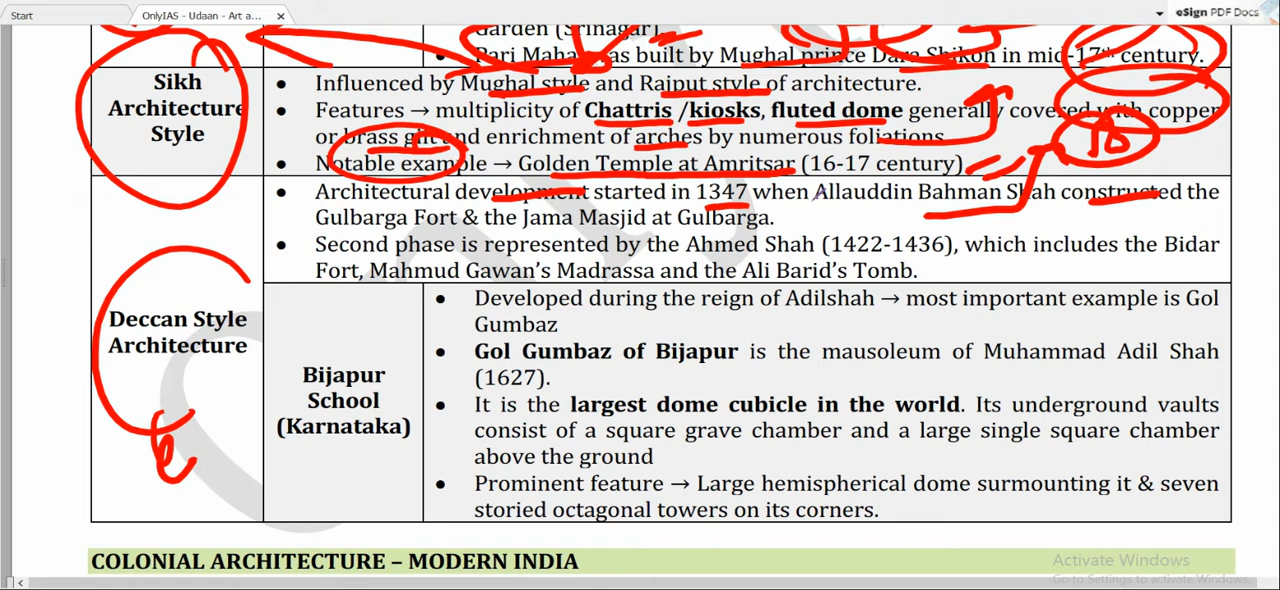 Start
OnlyIAS - Udaan - Art a...
eSign PDF Docs
Garden (Srinagar)
Pari Mahal was built by Mughal prince Dara Shikoh in mid-17th century.
Sikh
Architecture
Style
• Influenced by Mughal style and Rajput style of architecture.
• Features → multiplicity of Chattris /kiosks, fluted dome generally covered with copper
or brass gilt and enrichment of arches by numerous foliations.
• Notable example → Golden Temple at Amritsar (16-17 century)
18
Deccan Style
Architecture
• Architectural development started in 1347 when Allauddin Bahman Shah constructed the
Gulbarga Fort & the Jama Masjid at Gulbarga.
• Second phase is represented by the Ahmed Shah (1422-1436), which includes the Bidar
Fort, Mahmud Gawan's Madrassa and the Ali Barid's Tomb.
Bijapur
School
(Karnataka)
• Developed during the reign of Adilshah → most important example is Gol
Gumbaz
• Gol Gumbaz of Bijapur is the mausoleum of Muhammad Adil Shah
(1627).
• It is the largest dome cubicle in the world. Its underground vaults
consist of a square grave chamber and a large single square chamber
above the ground
• Prominent feature → Large hemispherical dome surmounting it & seven
storied octagonal towers on its corners.
COLONIAL ARCHITECTURE – MODERN INDIA
Activate Windows
Go to Settings to activate Windows.